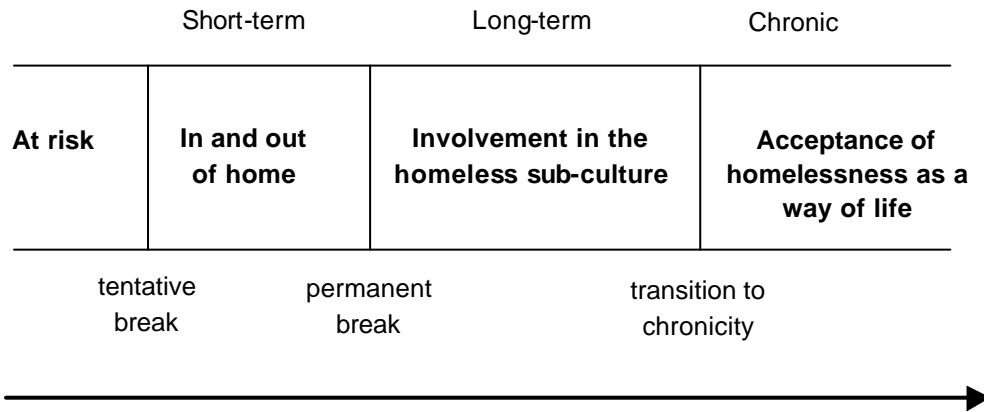 Short-term
Long-term
Chronic
At risk
In and out
of home
Involvement in the
homeless sub-culture
Acceptance of
homelessness as a
way of life
tentative
break
permanent
break
transition to
chronicity